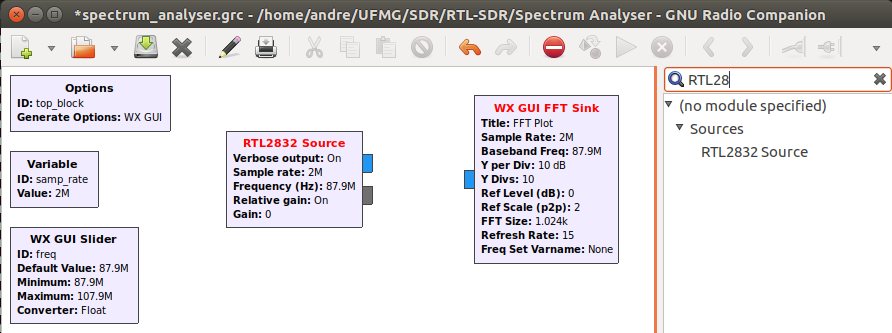 *spectrum_analyser.grc - /home/andre/UFMG/SDR/RTL-SDR/Spectrum Analyser - GNU Radio Companion
Options
ID: top_block
Generate Options: WX GUI
Variable
ID: samp_rate
Value: 2M
WX GUI Slider
ID: freq
Default Value: 87.9M
Minimum: 87.9M
Maximum: 107.9M
Converter: Float
RTL2832 Source
Verbose output: On
Sample rate: 2M
Frequency (Hz): 87.9M
Relative gain: On
Gain: 0
WX GUI FFT Sink
Title: FFT Plot
Sample Rate: 2M
Baseband Freq: 87.9M
Y per Div: 10 dB
Y Divs: 10
Ref Level (dB): 0
Ref Scale (p2p): 2
FFT Size: 1.024k
Refresh Rate: 15
Freq Set Varname: None
RTL28
(no module specified)
Sources
RTL2832 Source